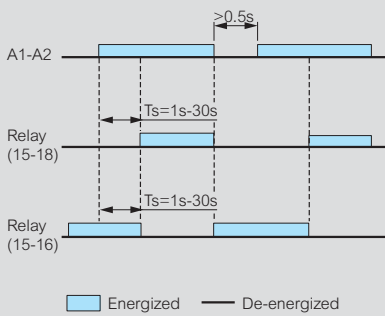 >0.5s
A1-A2
Ts=1s-30s
Relay
(15-18)
Ts=1s-30s
Relay
(15-16)
Energized
De-energized